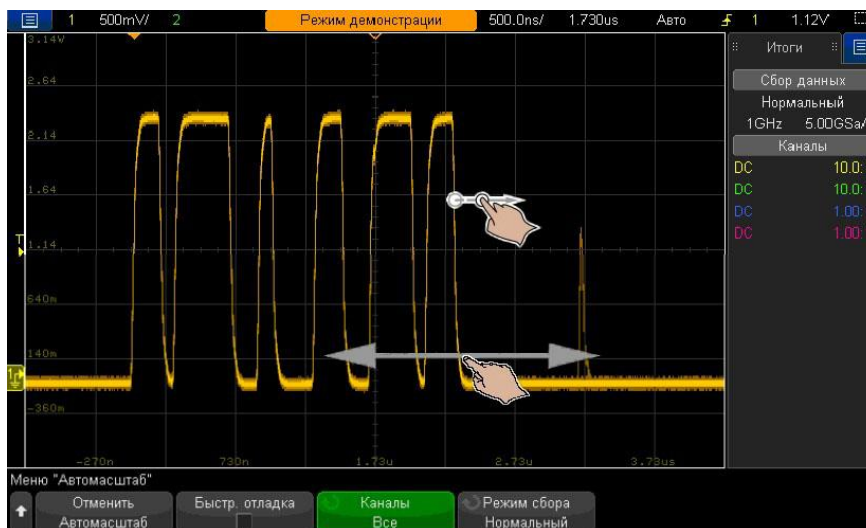 1 500mV/ 2 Режим демонстрации 500.0ns/ 1.730us Авто 1 1.12V
3.14V
2.64
2.14
1.64
1.14
640m
140m
-360m
T
1
-270n 730n 1.73u 2.73u 3.73us
Итоги
Сбор данных
Нормальный
1GHz 5.00GSa/
Каналы
DC 10.0:
DC 10.0:
DC 1.00:
DC 1.00:
Меню "Автомасштаб"
Отменить
Автомасштаб
Быстр. отладка
Каналы
Все
Режим сбора
Нормальный